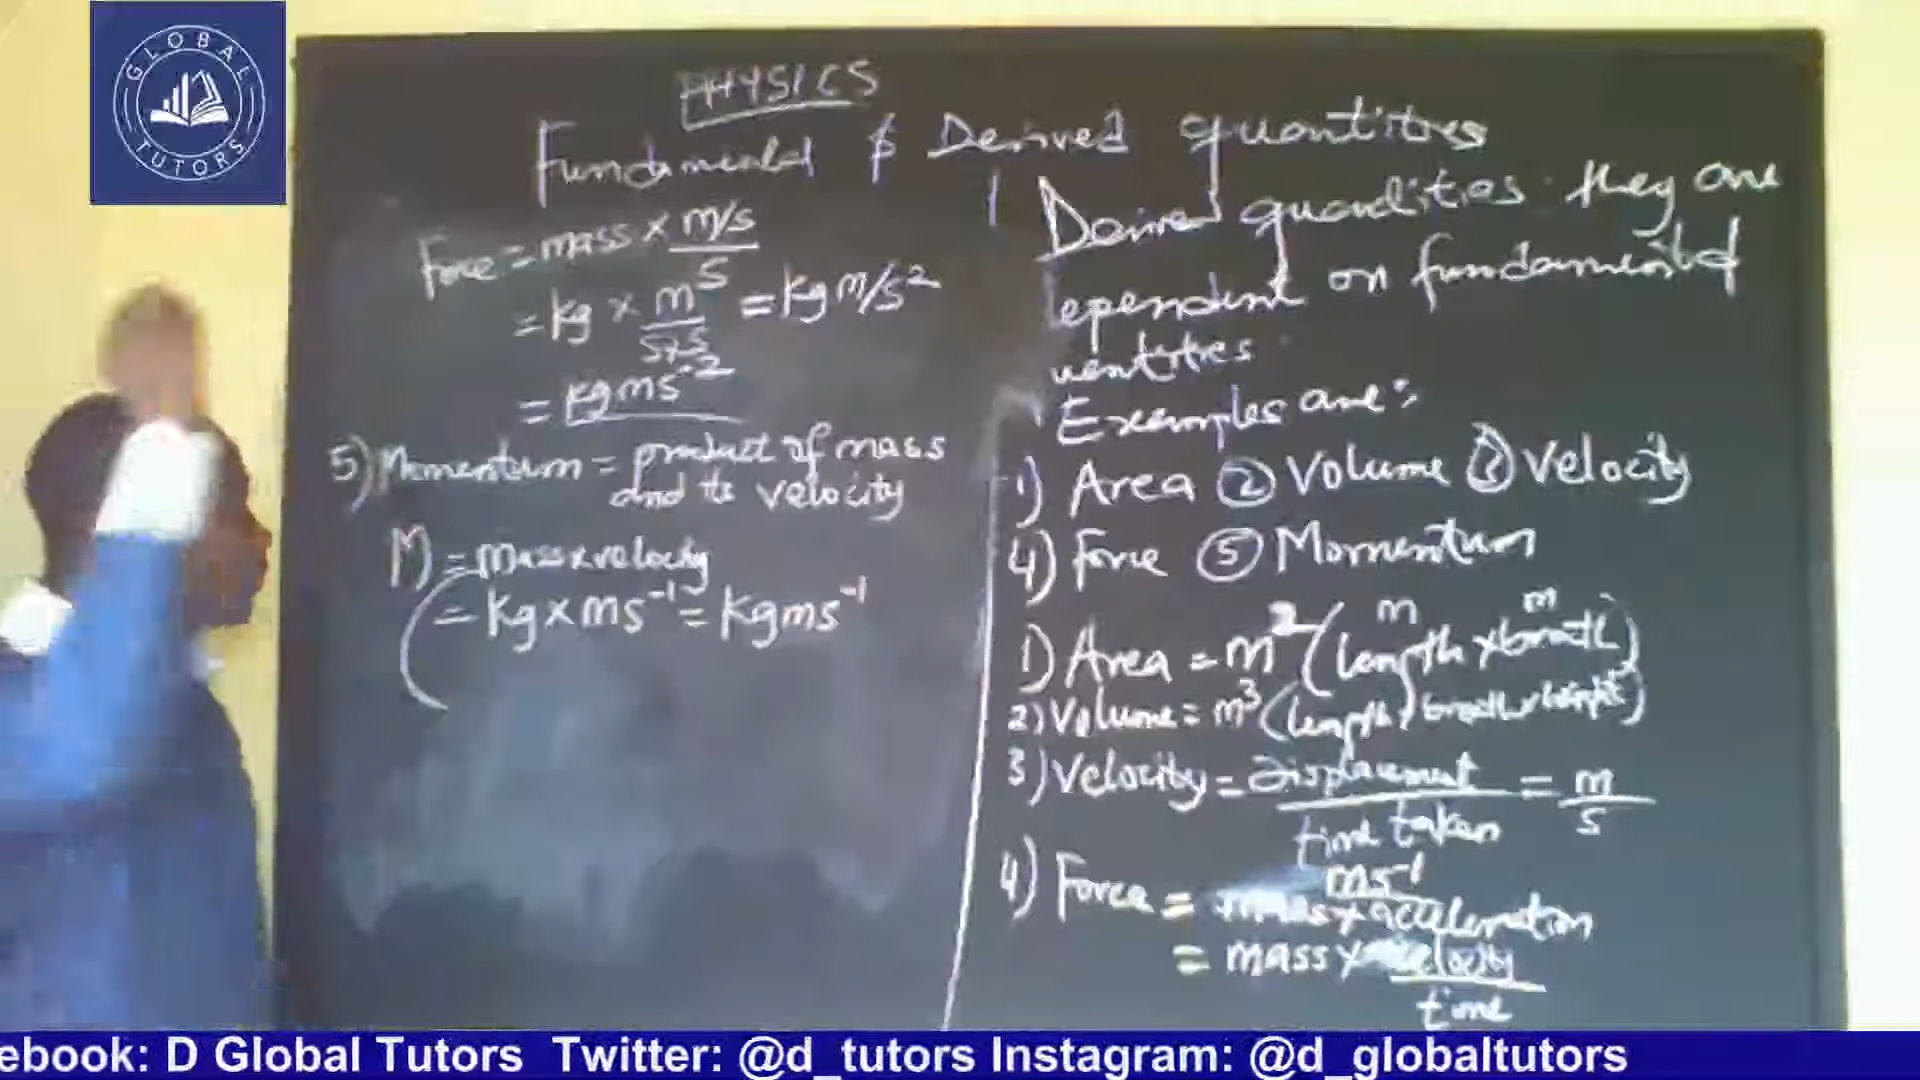 GLOBAL TUTORS
PHYSICS
Fundamental & Derived quantities
Force = mass x m/s
s
= kg x m = kg m/s²
s x s
= kgms⁻²
5) Momentum = product of mass
and its velocity
M = mass x velocity
= kg x ms⁻¹ = kgms⁻¹
Derived quantities: they are
ependent on fundamental
uantities
Examples are:
1) Area ② Volume ③ Velocity
4) Force ⑤ Momentum
m m
1) Area = m² (length x breadth)
2) Volume = m³ (length x breadth x height)
3) Velocity = Displacement = m
time taken s
ms⁻¹
4) Force = mass x acceleration
= mass x velocity
time
ebook: D Global Tutors Twitter: @d_tutors Instagram: @d_globaltutors